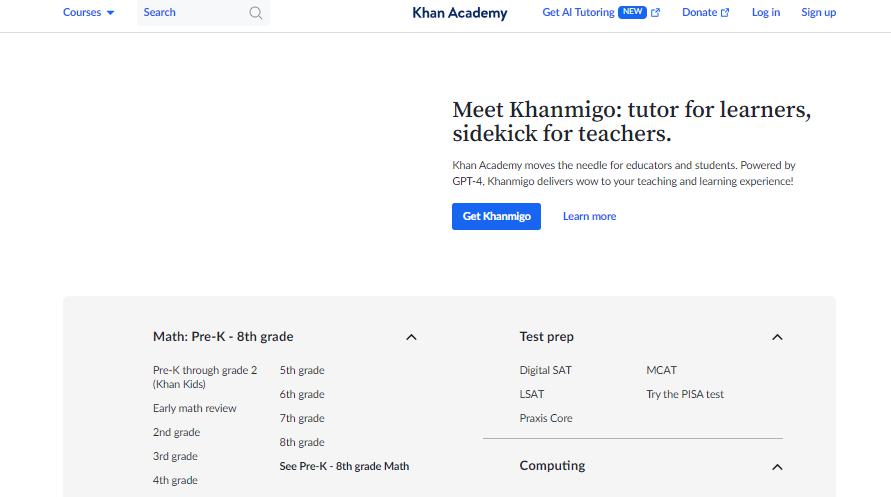 Courses
Search
Khan Academy
Get AI Tutoring NEW
Donate
Log in
Sign up
Meet Khanmigo: tutor for learners,
sidekick for teachers.
Khan Academy moves the needle for educators and students. Powered by
GPT-4, Khanmigo delivers wow to your teaching and learning experience!
Get Khanmigo
Learn more
Math: Pre-K - 8th grade
Pre-K through grade 2
(Khan Kids)
Early math review
2nd grade
3rd grade
4th grade
5th grade
6th grade
7th grade
8th grade
See Pre-K - 8th grade Math
Test prep
Digital SAT
LSAT
Praxis Core
MCAT
Try the PISA test
Computing